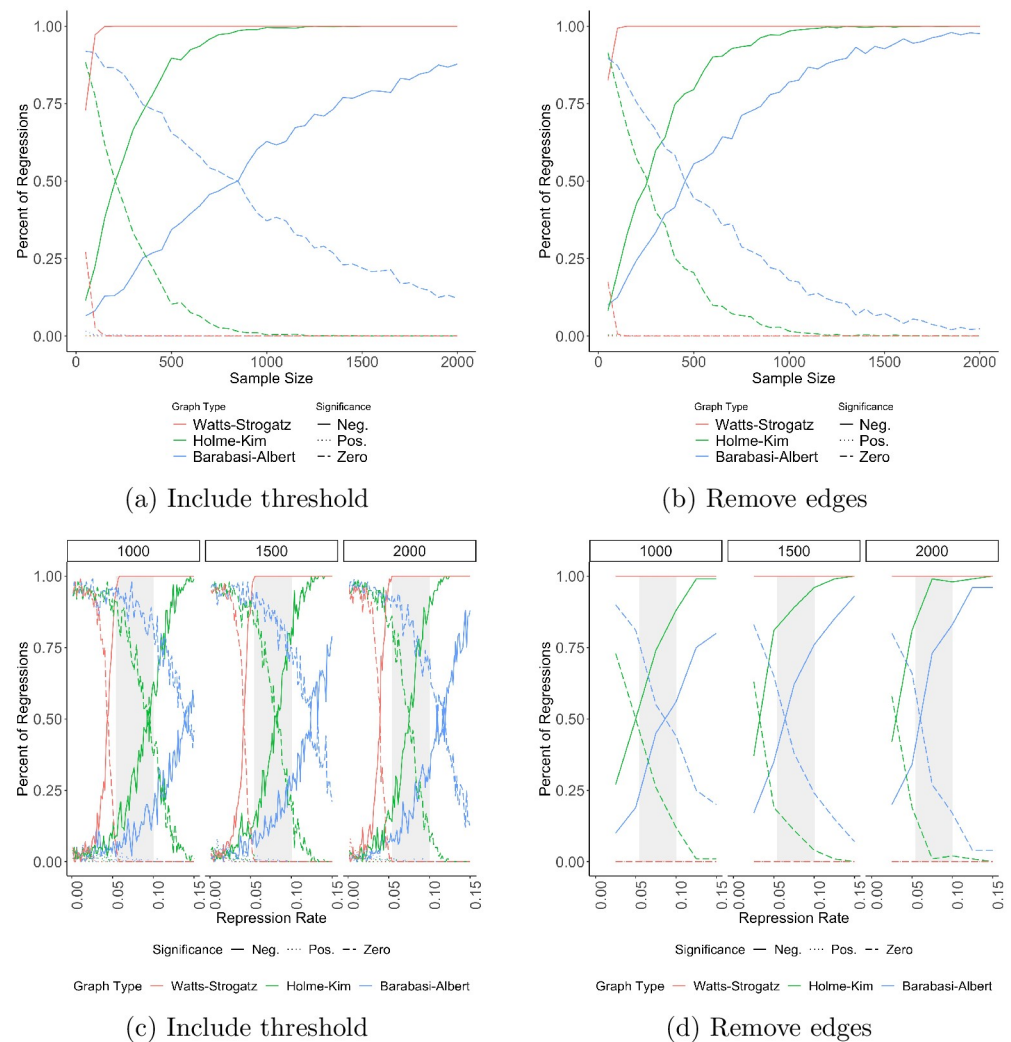 1.00
0.75
0.50
0.25
0.00
Percent of Regressions
0 500 1000 1500 2000
Sample Size
Graph Type
Watts-Strogatz
Holme-Kim
Barabasi-Albert
Significance
Neg.
Pos.
Zero
(a) Include threshold
1.00
0.75
0.50
0.25
0.00
Percent of Regressions
0 500 1000 1500 2000
Sample Size
Graph Type
Watts-Strogatz
Holme-Kim
Barabasi-Albert
Significance
Neg.
Pos.
Zero
(b) Remove edges
1000 1500 2000
1.00
0.75
0.50
0.25
0.00
Percent of Regressions
0.00 0.05 0.10 0.15 0.00 0.05 0.10 0.15 0.00 0.05 0.10 0.15
Repression Rate
Significance Neg. Pos. Zero
Graph Type Watts-Strogatz Holme-Kim Barabasi-Albert
(c) Include threshold
1000 1500 2000
1.00
0.75
0.50
0.25
0.00
Percent of Regressions
0.00 0.05 0.10 0.15 0.00 0.05 0.10 0.15 0.00 0.05 0.10 0.15
Repression Rate
Significance Neg. Pos. Zero
Graph Type Watts-Strogatz Holme-Kim Barabasi-Albert
(d) Remove edges